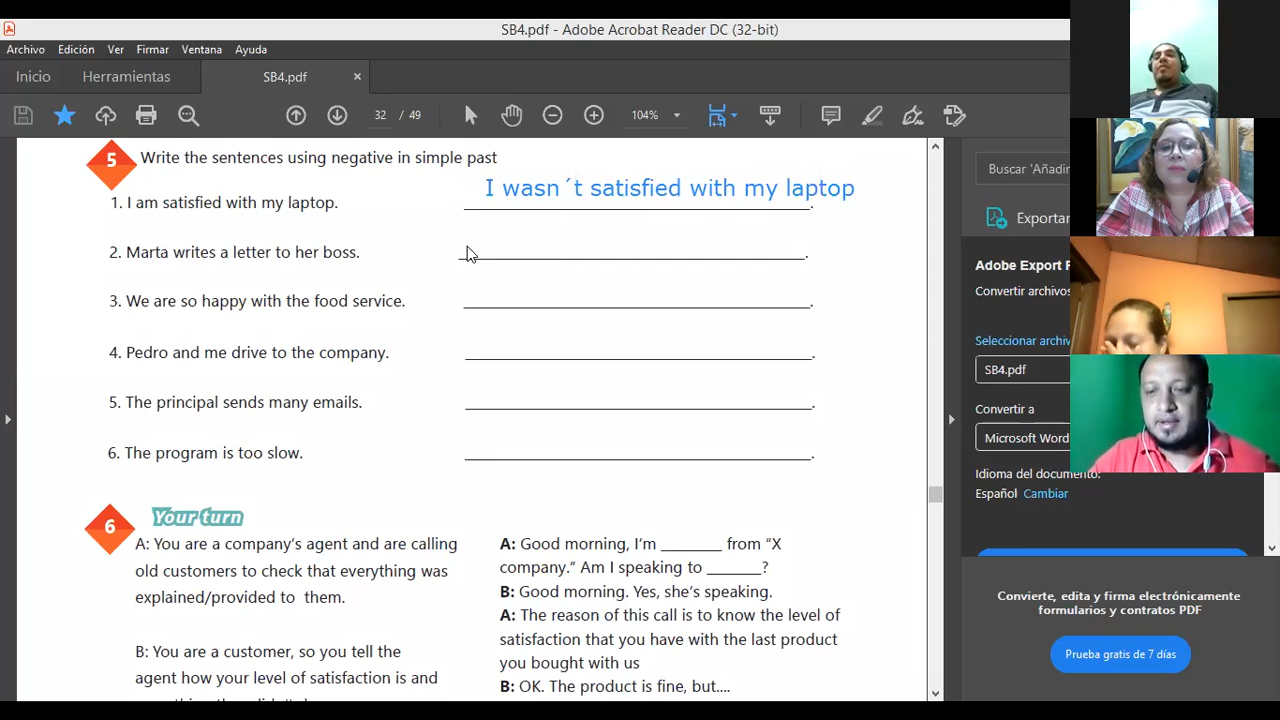 SB4.pdf - Adobe Acrobat Reader DC (32-bit)
Archivo Edición Ver Firmar Ventana Ayuda
Inicio Herramientas SB4.pdf ×
32 / 49 104% Buscar 'Añadir
5 Write the sentences using negative in simple past
I wasn´t satisfied with my laptop
1. I am satisfied with my laptop. ________________.
2. Marta writes a letter to her boss. ________________.
3. We are so happy with the food service. ________________.
4. Pedro and me drive to the company. ________________.
5. The principal sends many emails. ________________.
6. The program is too slow. ________________.
6 Your turn
A: You are a company's agent and are calling
old customers to check that everything was
explained/provided to them.
B: You are a customer, so you tell the
agent how your level of satisfaction is and
A: Good morning, I'm _______ from “X
company.” Am I speaking to _______?
B: Good morning. Yes, she's speaking.
A: The reason of this call is to know the level of
satisfaction that you have with the last product
you bought with us
B: OK. The product is fine, but....
Exportar
Adobe Export
Convertir archivos
Seleccionar archiv
SB4.pdf
Convertir a
Microsoft Word
Idioma del documento:
Español Cambiar
Convierte, edita y firma electrónicamente
formularios y contratos PDF
Prueba gratis de 7 días